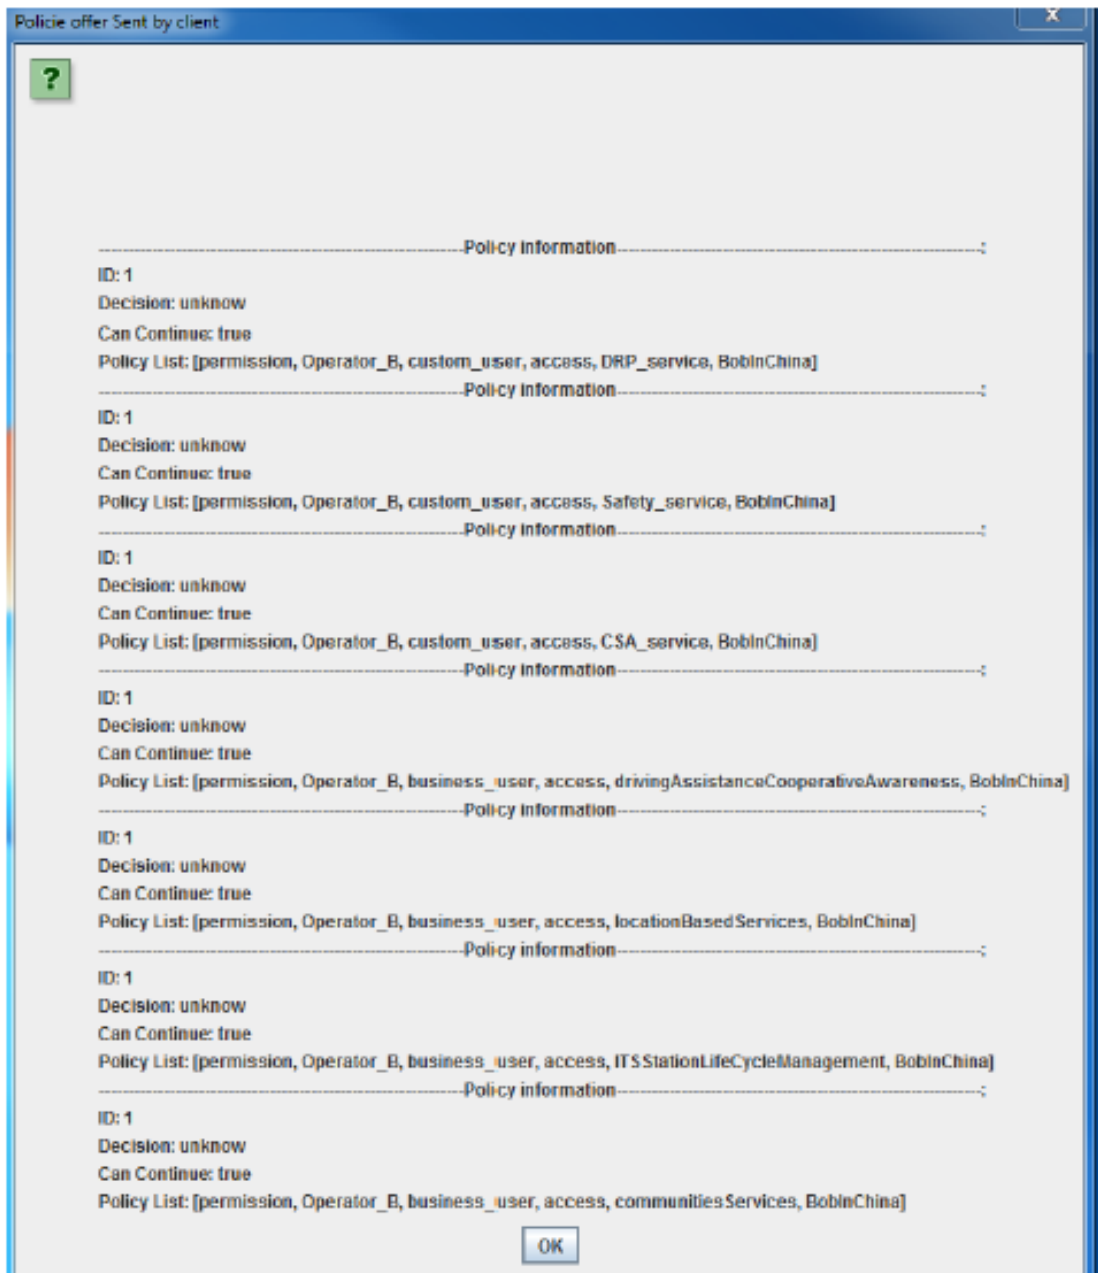 Policie offer Sent by client
x
?
--------------------Policy information--------------------:
ID: 1
Decision: unknow
Can Continue: true
Policy List: [permission, Operator_B, custom_user, access, DRP_service, BobInChina]
--------------------Policy information--------------------:
ID: 1
Decision: unknow
Can Continue: true
Policy List: [permission, Operator_B, custom_user, access, Safety_service, BobInChina]
--------------------Policy information--------------------:
ID: 1
Decision: unknow
Can Continue: true
Policy List: [permission, Operator_B, custom_user, access, CSA_service, BobInChina]
--------------------Policy information--------------------:
ID: 1
Decision: unknow
Can Continue: true
Policy List: [permission, Operator_B, business_user, access, drivingAssistanceCooperativeAwareness, BobInChina]
--------------------Policy information--------------------:
ID: 1
Decision: unknow
Can Continue: true
Policy List: [permission, Operator_B, business_user, access, locationBasedServices, BobInChina]
--------------------Policy information--------------------:
ID: 1
Decision: unknow
Can Continue: true
Policy List: [permission, Operator_B, business_user, access, ITSStationLifeCycleManagement, BobInChina]
--------------------Policy information--------------------:
ID: 1
Decision: unknow
Can Continue: true
Policy List: [permission, Operator_B, business_user, access, communitiesServices, BobInChina]
OK